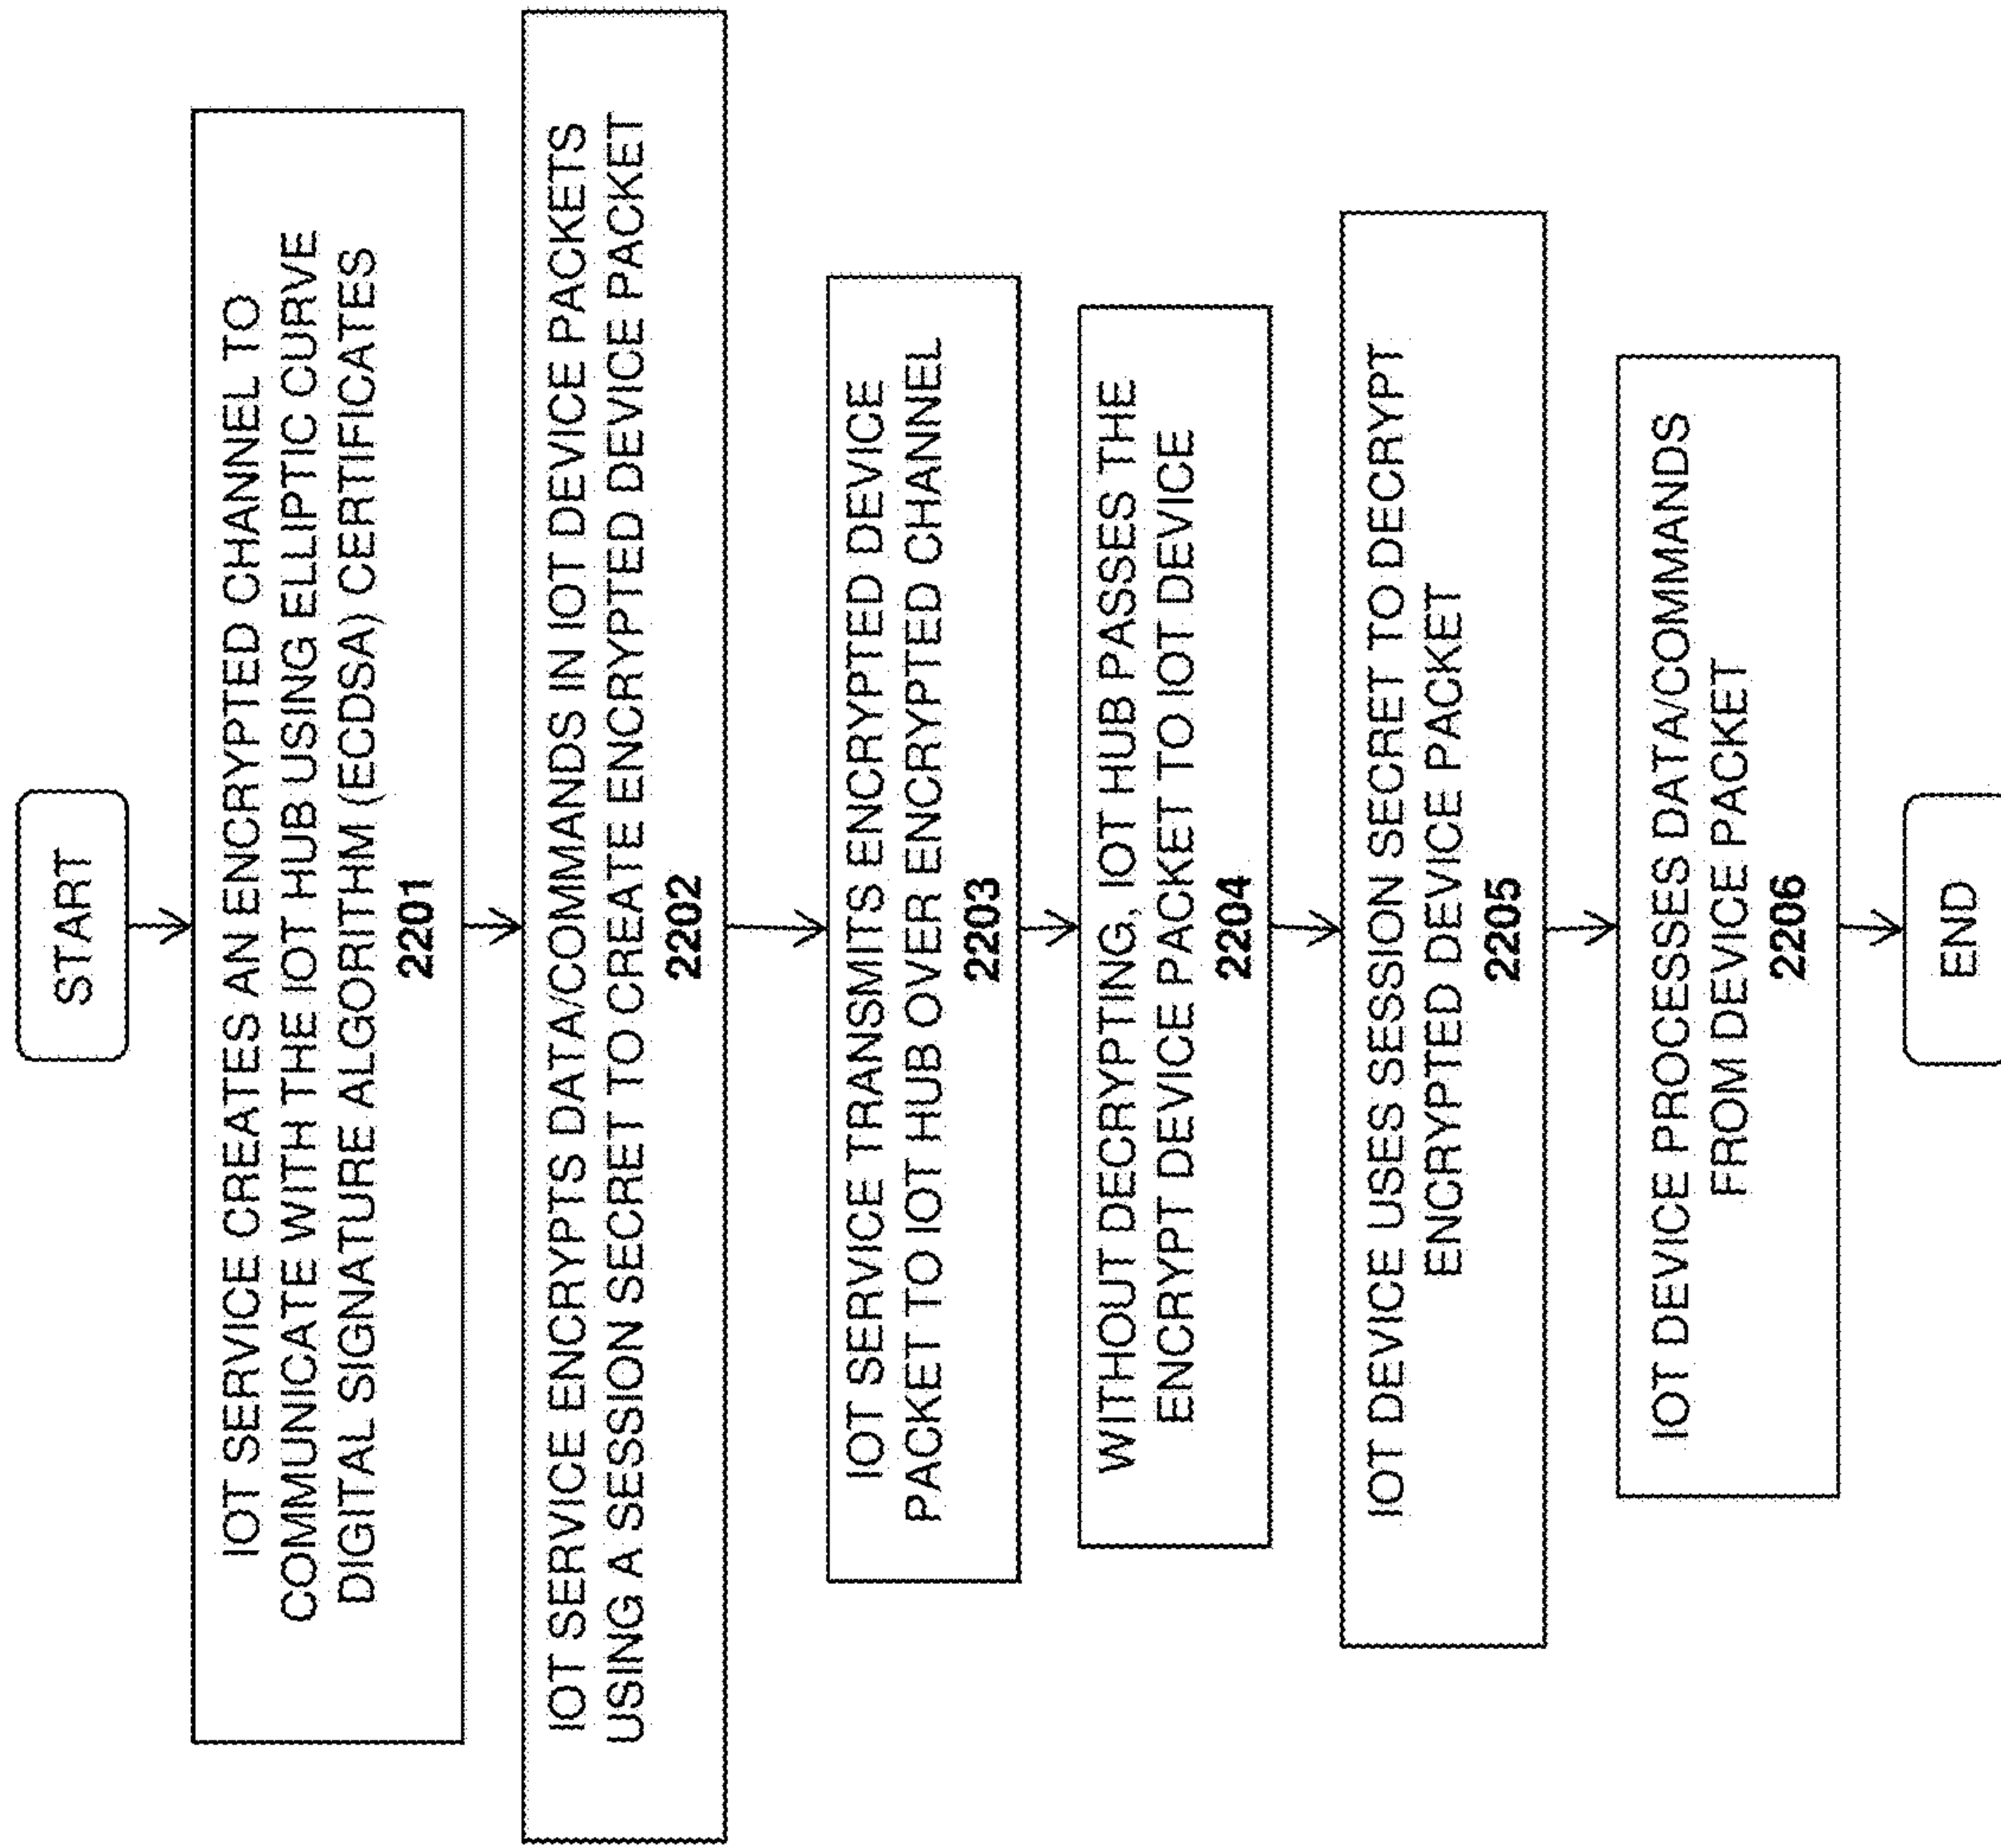 START
IOT SERVICE CREATES AN ENCRYPTED CHANNEL TO
COMMUNICATE WITH THE IOT HUB USING ELLIPTIC CURVE
DIGITAL SIGNATURE ALGORITHM (ECDSA) CERTIFICATES
2201
IOT SERVICE ENCRYPTS DATA/COMMANDS IN IOT DEVICE PACKETS
USING A SESSION SECRET TO CREATE ENCRYPTED DEVICE PACKET
2202
IOT SERVICE TRANSMITS ENCRYPTED DEVICE
PACKET TO IOT HUB OVER ENCRYPTED CHANNEL
2203
WITHOUT DECRYPTING, IOT HUB PASSES THE
ENCRYPT DEVICE PACKET TO IOT DEVICE
2204
IOT DEVICE USES SESSION SECRET TO DECRYPT
ENCRYPTED DEVICE PACKET
2205
IOT DEVICE PROCESSES DATA/COMMANDS
FROM DEVICE PACKET
2206
END